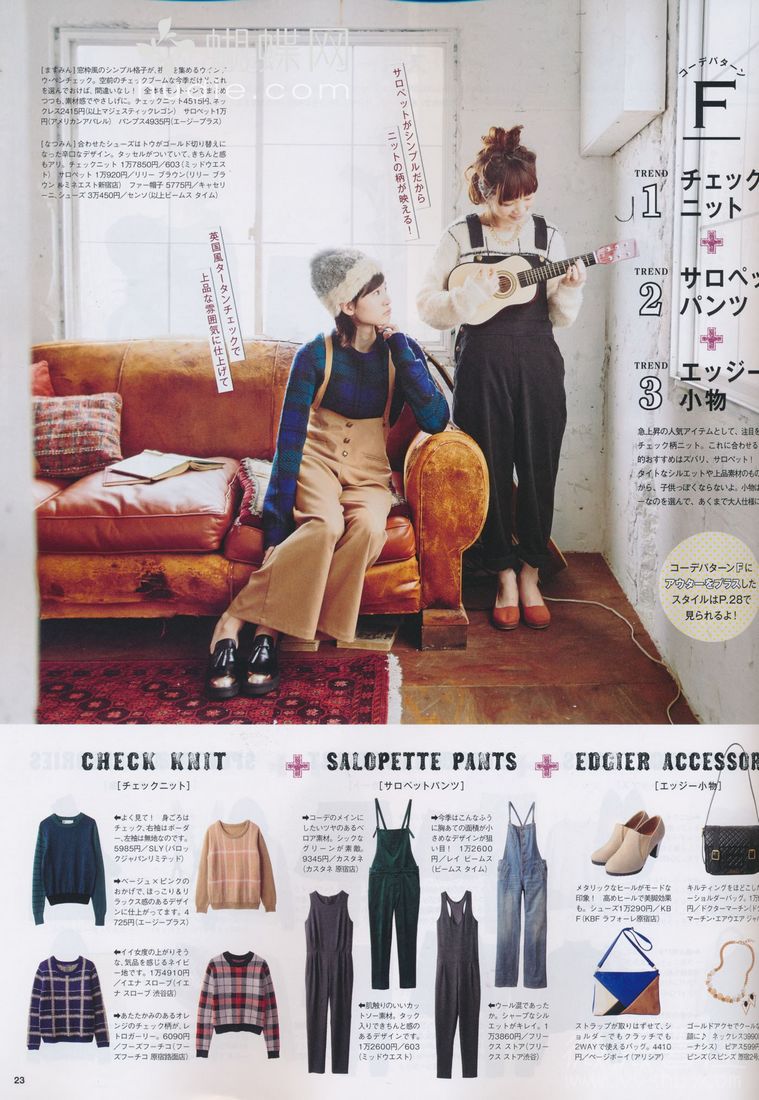 蝴蝶网
[ますみん]窓枠風のシンプル格子が、
ウ・ペンチェック。空前のチェックブームな今季だけど、これ
を選んでおけば、間違いなし!
つつも、素材感でやさしげに。チェックニット4515円、ネッ
クレス2415円(以上マジェスティックレゴン) サロペット1万
円(アメリカンアパレル) パンプス4935円(エージープラス)
[なつみん]合わせたシューズはトウがゴールド切り替えに
なった辛口なデザイン。タッセルがついていて、きちんと感
もアリ。チェックニット 1万7850円/603(ミッドウエス
ト) サロペット 1万920円/リリー ブラウン(リリー ブラ
ウン ルミネエスト新宿店) ファー帽子 5775円/キャセリ
ーニ、シューズ 3万450円/センソ(以上ビームス タイム)
サロペットがシンプルだから
ニットの柄が映える!
英国風タータンチェックで
上品な雰囲気に仕上げて
コーデパターン
F
TREND
1
チェック
ニット
TREND
2
サロペッ
パンツ
TREND
3
エッジー
小物
急上昇の人気アイテムとして、注目を
チェック柄ニット。これに合わせる
的おすすめはズバリ、サロペット!
タイトなシルエットや上品素材のもの
から、子供っぽくならないよ。小物は
ーなのを選んで、あくまで大人仕様に
コーデパターンFに
アウターをプラスした
スタイルはP.28で
見られるよ!
CHECK KNIT + SALOPETTE PANTS + EDGIER ACCESSOR
[チェックニット]
[サロペットパンツ]
[エッジー小物]
⬅よく見て! 身ごろは
チェック、右袖はボーダ
ー、左袖は無地なのです。
5985円/SLY(バロッ
クジャパンリミテッド)
➡ベージュ×ピンクの
おかげで、ほっこり&リ
ラックス感のあるデザイ
ンに仕上がってます。4
725円(エージープラス)
⬅イイ女度の上がりそう
な、気品を感じるネイビ
ー地です。1万4910円/
イエナ スローブ(イエ
ナ スローブ 渋谷店)
➡あたたかみのあるオレ
ンジのチェック柄が、レ
トロガーリー。6090円
/フーズフーチコ(フー
ズフーチコ 原宿路面店)
➡コーデのメインに
したいツヤのあるベ
ロア素材。シックな
グリーンが素敵。
9345円/カスタネ
(カスタネ 原宿店)
➡今季はこんなふう
に胸あての面積が小
さめなデザインが狙
い目! 1万2600
円/レイ ビームス
(ビームス タイム)
⬅肌触りのいいカッ
トソー素材。タック
入りできちんと感の
あるデザインです。
1万2600円/603
(ミッドウエスト)
⬅ウール混であった
か。シャープなシル
エットがキレイ。1
万3860円/フリー
クス ストア(フリー
クス ストア渋谷)
メタリックなヒールがモードな
印象! 高めヒールで美脚効果
も。シューズ1万290円/KB
F(KBF ラフォーレ原宿店)
キルティングをほどこした
ーショルダーバッグ。1万
円/ドクターマーチン(ドク
マーチン・エアウエア ジャ
ストラップが取りはずせて、シ
ョルダーでもクラッチでも
2WAYで使えるバッグ。4410
円/ページボーイ(アリシア)
ゴールドアクセでクールな
顔に♪ ネックレス3990
ーナシス) ピアス599円
ピンズ(スピンズ 原宿2号
23